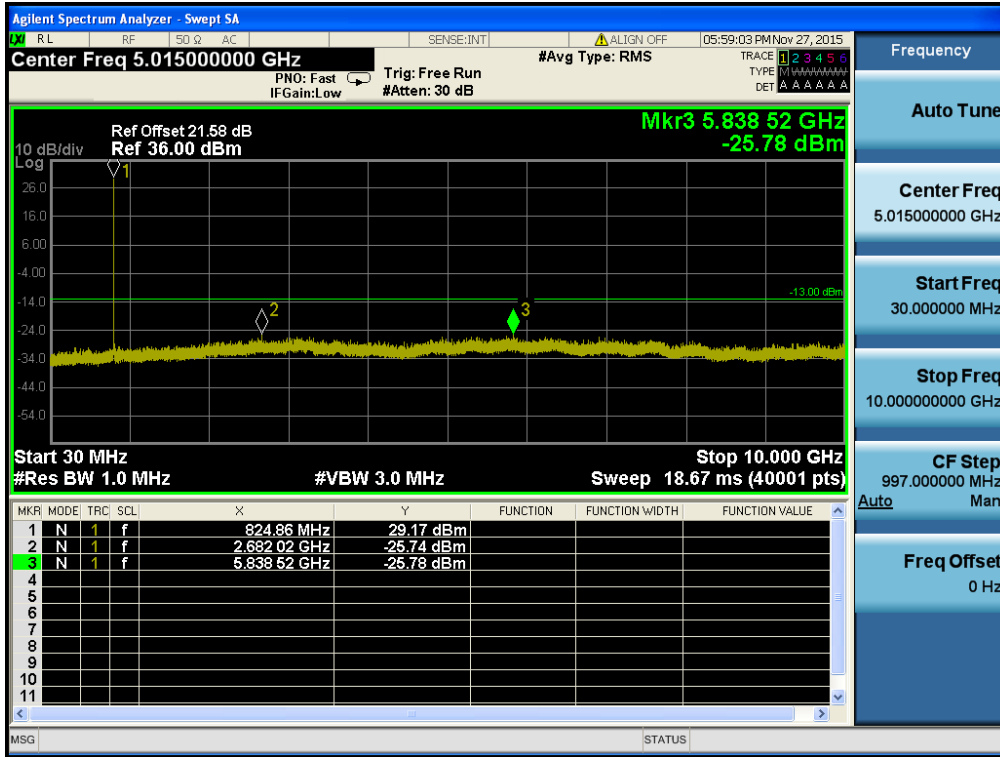 Agilent Spectrum Analyzer - Swept SA
LXI RL RF 50 Ω AC SENSE:INT ALIGN OFF 05:59:03 PM Nov 27, 2015
Center Freq 5.015000000 GHz
PNO: Fast
IFGain:Low
Trig: Free Run
#Atten: 30 dB
#Avg Type: RMS
TRACE 1 2 3 4 5 6
TYPE M W W W W W
DET A A A A A A
Ref Offset 21.58 dB
10 dB/div Ref 36.00 dBm
Log
Mkr3 5.838 52 GHz
-25.78 dBm
1
26.0
16.0
6.00
-4.00
-13.00 dBm
-14.0
2
3
-24.0
-34.0
-44.0
-54.0
Start 30 MHz
Stop 10.000 GHz
#Res BW 1.0 MHz
#VBW 3.0 MHz
Sweep 18.67 ms (40001 pts)
MKR MODE TRC SCL X Y FUNCTION FUNCTION WIDTH FUNCTION VALUE
1 N 1 f 824.86 MHz 29.17 dBm
2 N 1 f 2.682 02 GHz -25.74 dBm
3 N 1 f 5.838 52 GHz -25.78 dBm
4
5
6
7
8
9
10
11
MSG
STATUS
Frequency
Auto Tune
Center Freq
5.015000000 GHz
Start Freq
30.000000 MHz
Stop Freq
10.000000000 GHz
CF Step
997.000000 MHz
Auto Man
Freq Offset
0 Hz